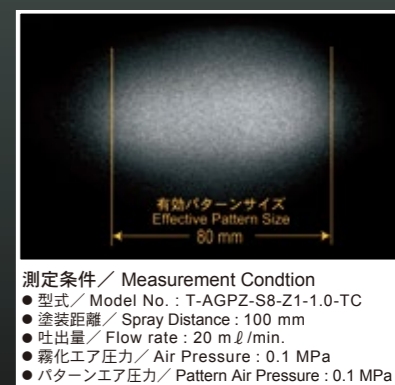 有効パターンサイズ
Effective Pattern Size
80 mm
測定条件／ Measurement Condtion
● 型式／ Model No. : T-AGPZ-S8-Z1-1.0-TC
● 塗装距離／ Spray Distance : 100 mm
● 吐出量／ Flow rate : 20 mℓ/min.
● 霧化エア圧力／ Air Pressure : 0.1 MPa
● パターンエア圧力／ Pattern Air Pressure : 0.1 MPa